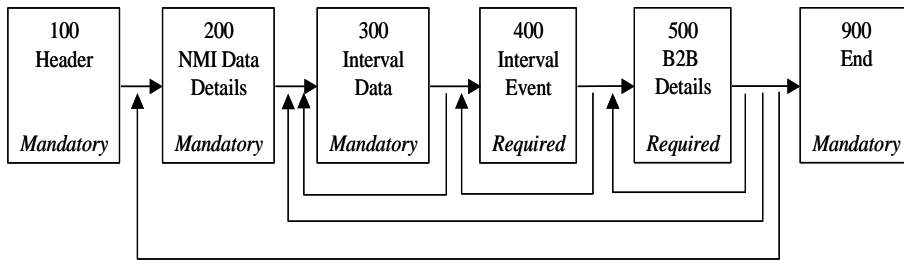 100
Header
Mandatory
200
NMI Data
Details
Mandatory
300
Interval
Data
Mandatory
400
Interval
Event
Required
500
B2B
Details
Required
900
End
Mandatory